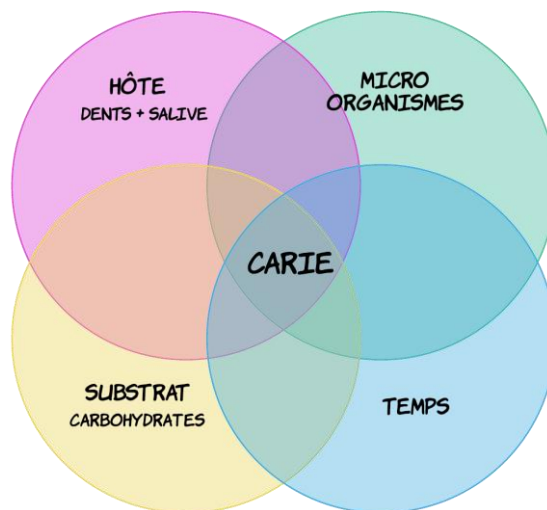 HÔTE
DENTS + SALIVE
MICRO
ORGANISMES
CARIE
SUBSTRAT
CARBOHYDRATES
TEMPS